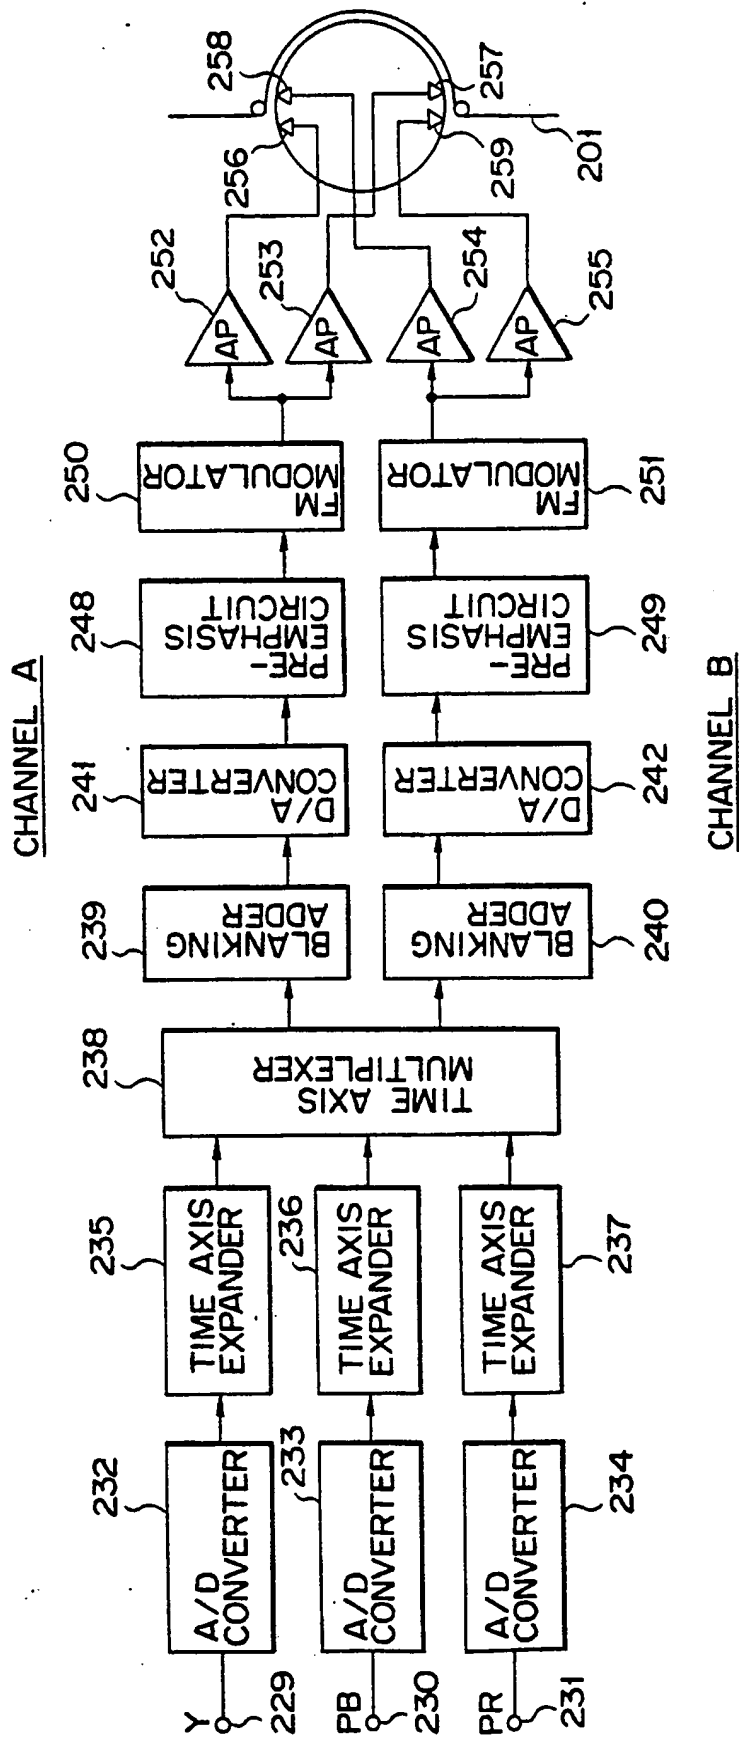 CHANNEL A
Y
229
232
A/D
CONVERTER
235
TIME AXIS
EXPANDER
PB
230
233
A/D
CONVERTER
236
TIME AXIS
EXPANDER
PR
231
A/D
CONVERTER
234
TIME AXIS
EXPANDER
237
238
TIME AXIS
MULTIPLEXER
239
BLANKING
ADDER
241
D/A
CONVERTER
248
PRE-
EMPHASIS
CIRCUIT
250
FM
MODULATOR
BLANKING
ADDER
240
D/A
CONVERTER
242
PRE-
EMPHASIS
CIRCUIT
249
FM
MODULATOR
251
252
AP
253
AP
254
AP
255
AP
256
258
259
257
201
CHANNEL B